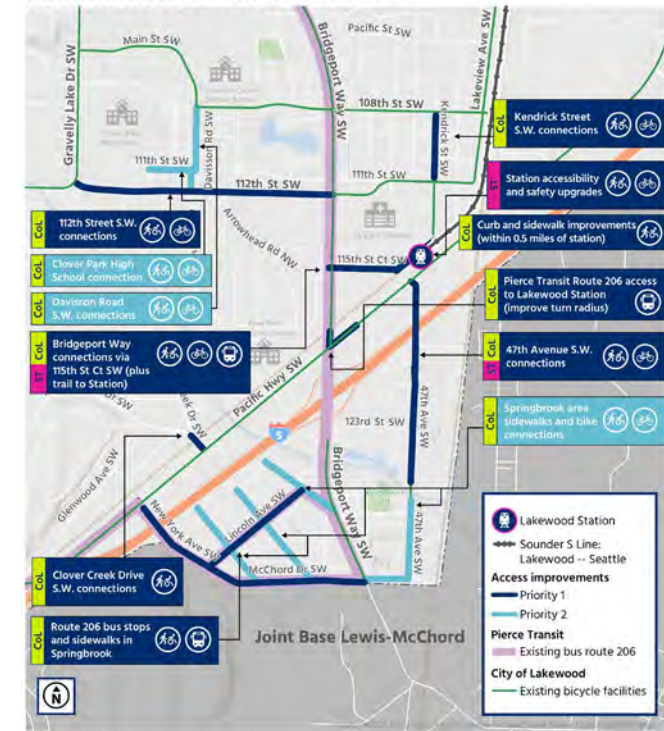 Pacific St SW
Main St SW
Bridgeport Way SW
Lakeview Ave SW
Gravelly Lake Dr SW
108th St SW
Kendrick St SW
Davisson Rd SW
111th St SW
112th St SW
111th St SW
Arrowhead Rd NW
115th St Ct SW
Pacific Hwy SW
123rd St SW
47th Ave SW
5
Glenwood Ave SW
Bridgeport Way SW
New York Ave SW
Lincoln Ave SW
McChord Dr SW
47th Ave SW
Joint Base Lewis-McChord
CoL
Kendrick Street
S.W. connections
ST
Station accessibility
and safety upgrades
CoL
Curb and sidewalk improvements
(within 0.5 miles of station)
CoL
Pierce Transit Route 206 access
to Lakewood Station
(improve turn radius)
CoL
ST
47th Avenue S.W.
connections
CoL
Springbrook area
sidewalks and bike
connections
CoL
112th Street S.W.
connections
CoL
Clover Park High
School connection
CoL
Davisson Road
S.W. connections
CoL
ST
Bridgeport Way
connections via
115th St Ct SW (plus
trail to Station)
CoL
Clover Creek Drive
S.W. connections
CoL
Route 206 bus stops
and sidewalks in
Springbrook
N
Lakewood Station
Sounder S Line:
Lakewood -- Seattle
Access improvements
Priority 1
Priority 2
Pierce Transit
Existing bus route 206
City of Lakewood
Existing bicycle facilities